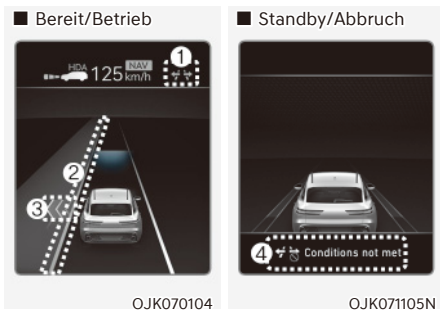 ■ Bereit/Betrieb
HDA
125 km/h
NAV
1
2
3
OJK070104
■ Standby/Abbruch
4
Conditions not met
OJK071105N